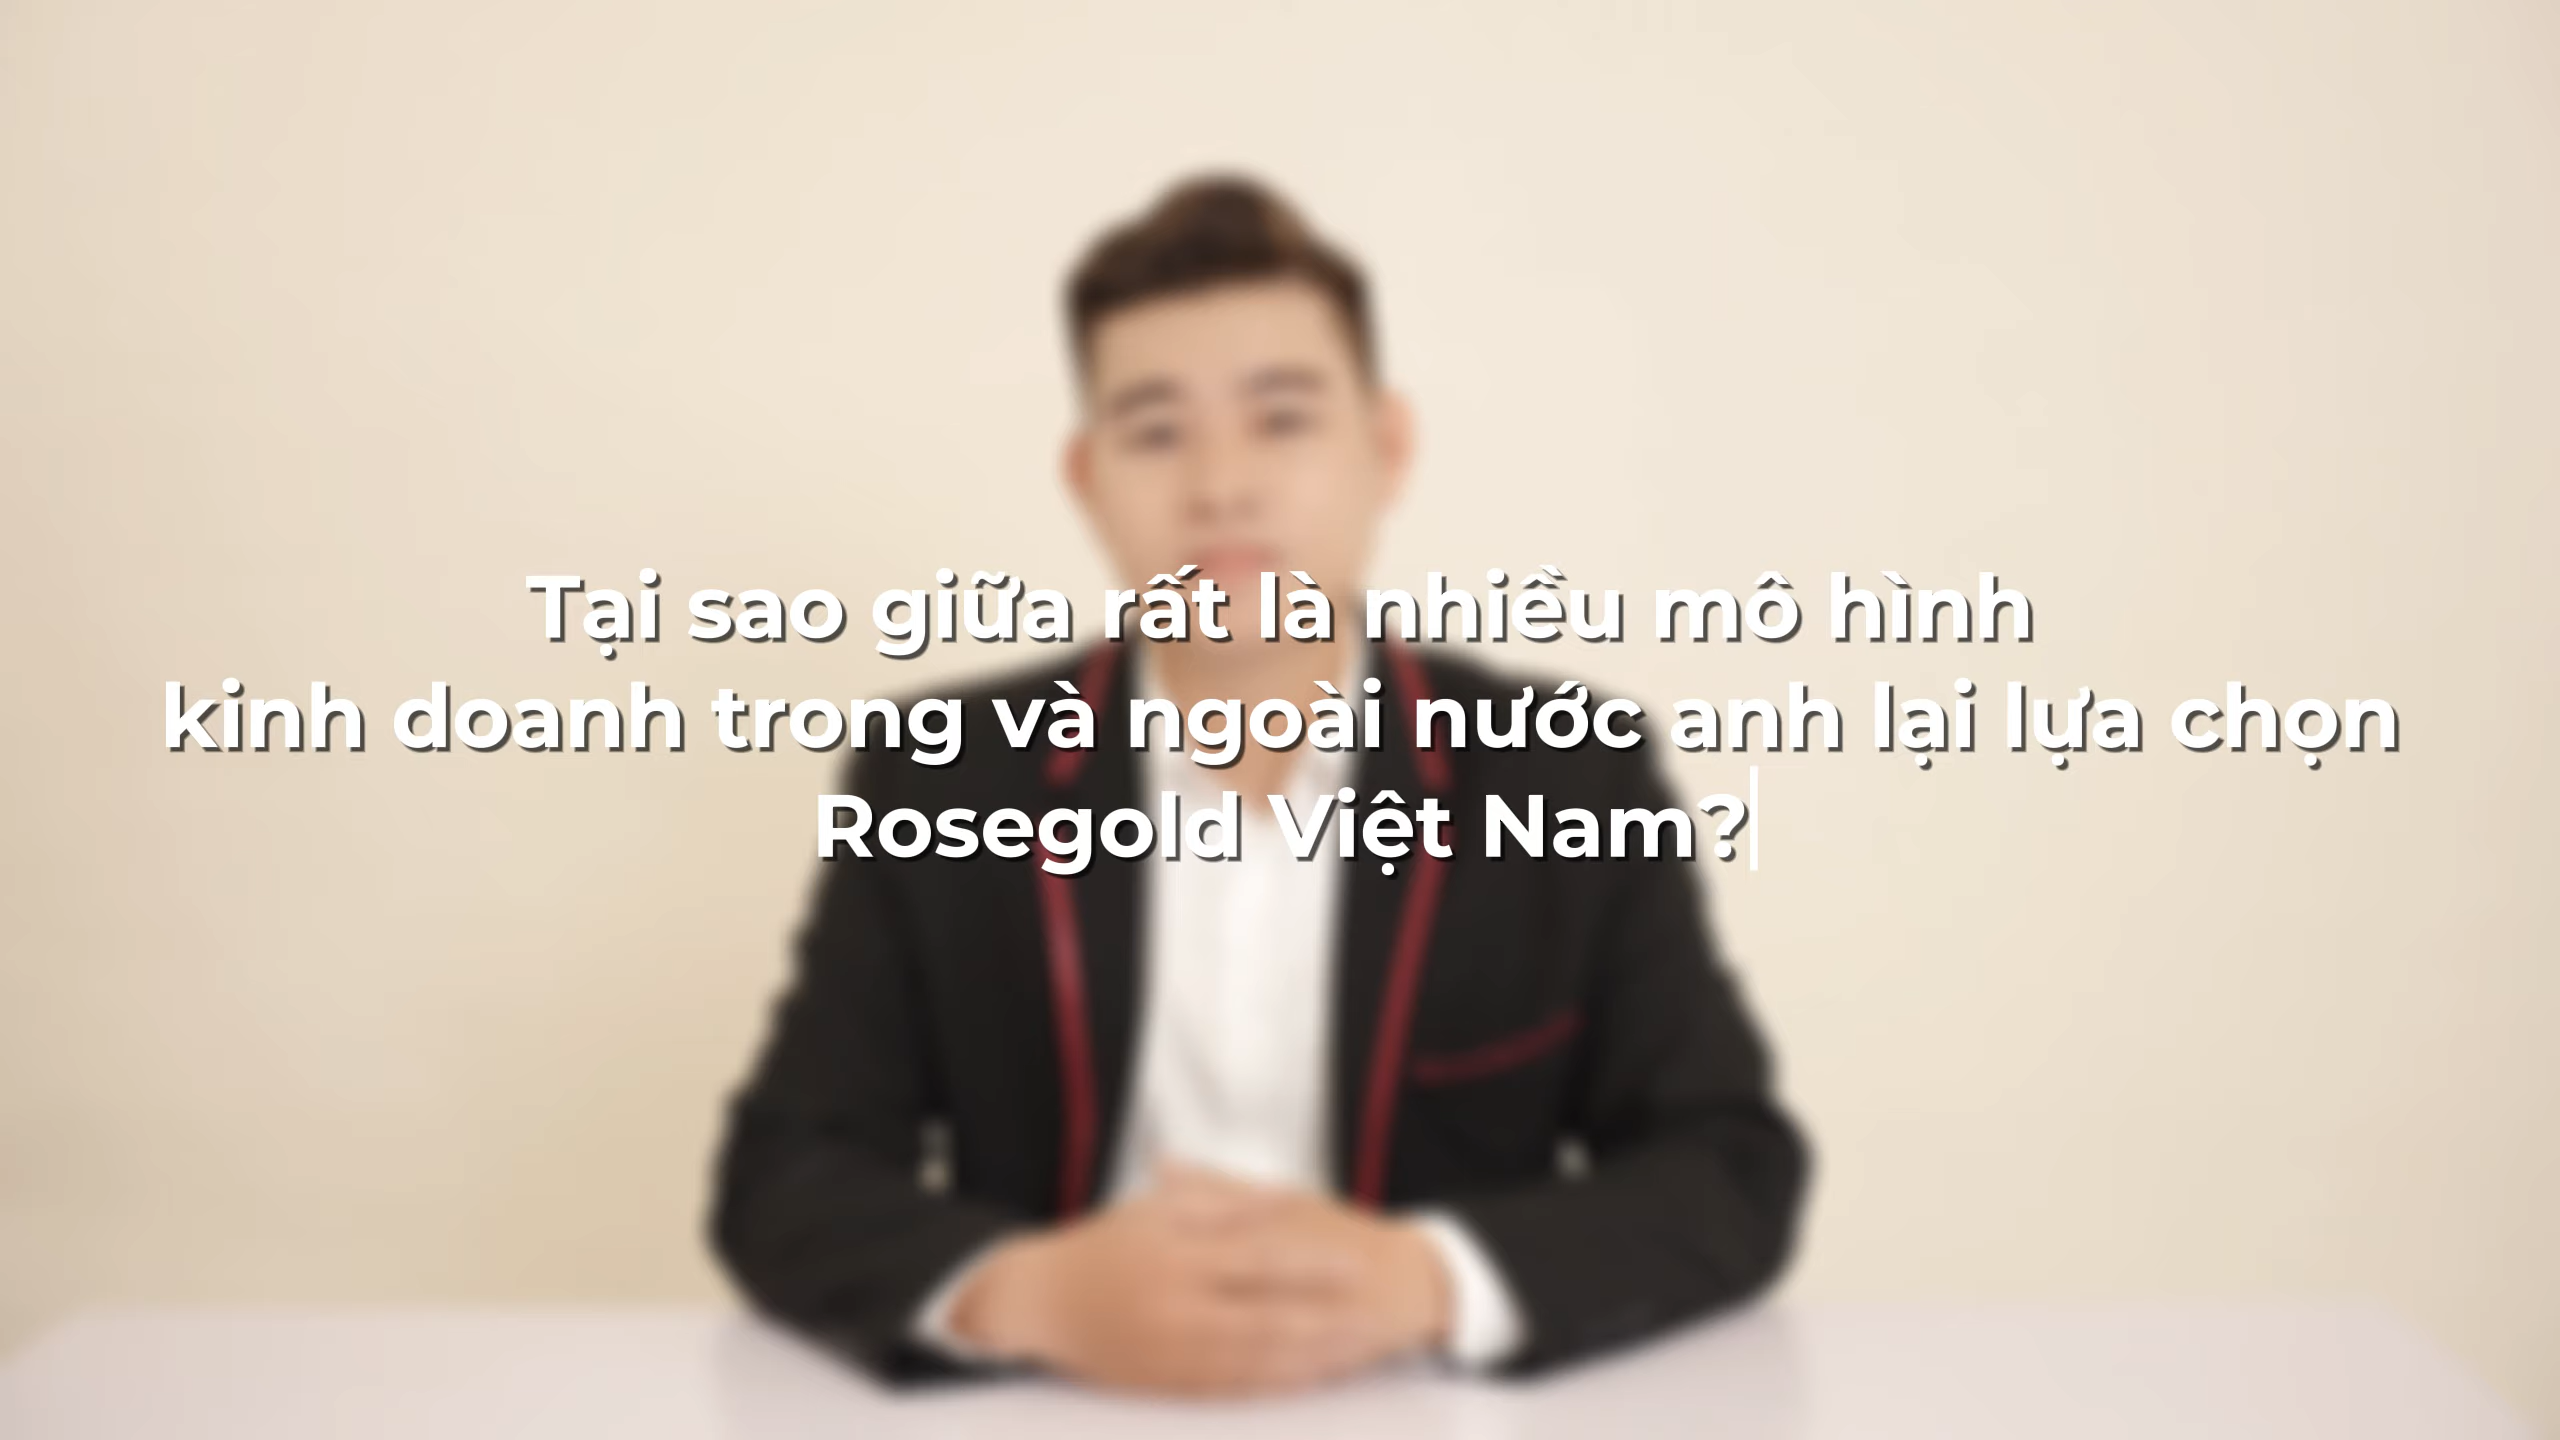 Tại sao giữa rất là nhiều mô hình
kinh doanh trong và ngoài nước anh lại lựa chọn
Rosegold Việt Nam?